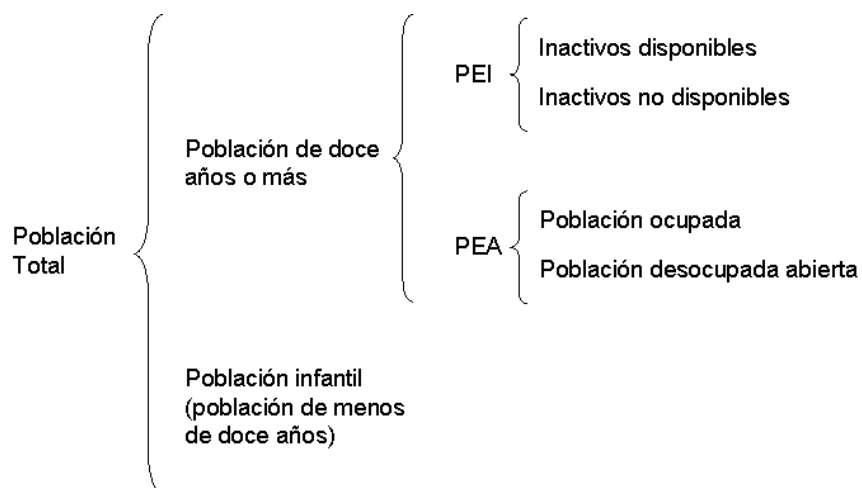 Población
Total
Población de doce
años o más
PEI
Inactivos disponibles
Inactivos no disponibles
PEA
Población ocupada
Población desocupada abierta
Población infantil
(población de menos
de doce años)